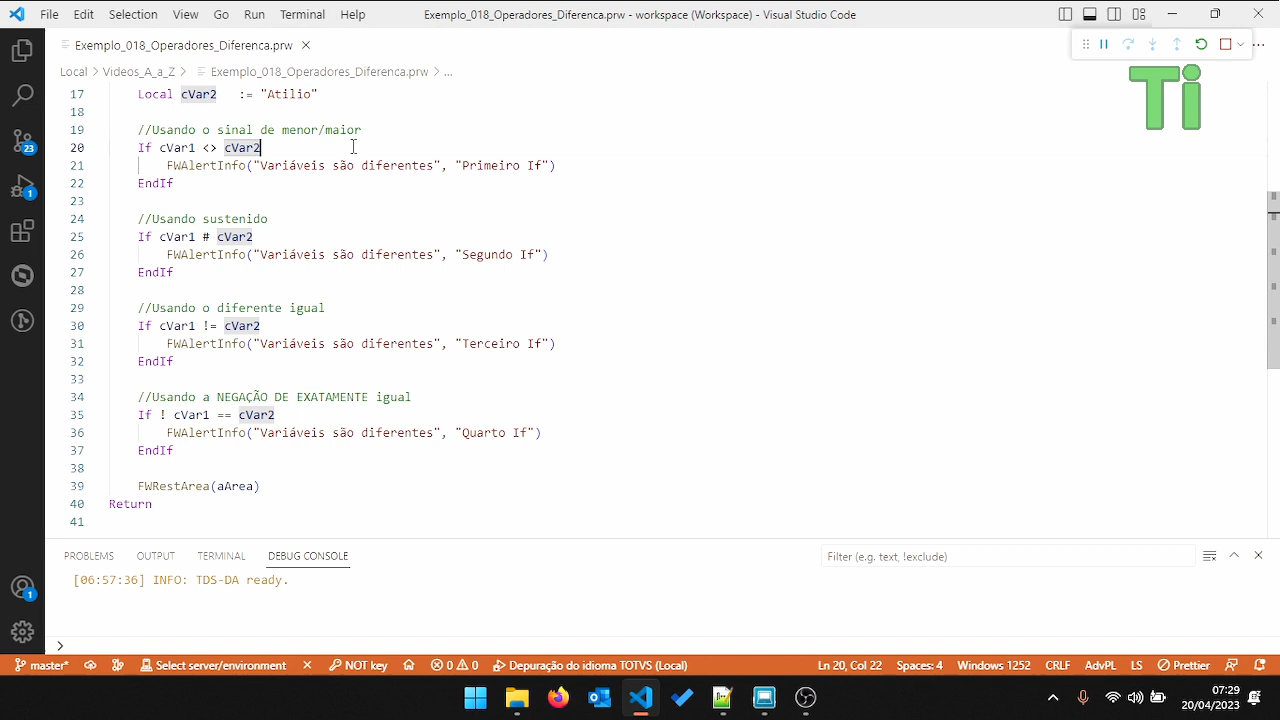 File Edit Selection View Go Run Terminal Help Exemplo_018_Operadores_Diferenca.prw - workspace (Workspace) - Visual Studio Code
Exemplo_018_Operadores_Diferenca.prw
Local > Videos_A_a_Z > Exemplo_018_Operadores_Diferenca.prw > ...
Ti
17 Local cVar2 := "Atilio"
18
19 //Usando o sinal de menor/maior
20 If cVar1 <> cVar2
21 FWAlertInfo("Variáveis são diferentes", "Primeiro If")
22 EndIf
23
24 //Usando sustenido
25 If cVar1 # cVar2
26 FWAlertInfo("Variáveis são diferentes", "Segundo If")
27 EndIf
28
29 //Usando o diferente igual
30 If cVar1 != cVar2
31 FWAlertInfo("Variáveis são diferentes", "Terceiro If")
32 EndIf
33
34 //Usando a NEGAÇÃO DE EXATAMENTE igual
35 If ! cVar1 == cVar2
36 FWAlertInfo("Variáveis são diferentes", "Quarto If")
37 EndIf
38
39 FWRestArea(aArea)
40 Return
41
23
1
1
PROBLEMS OUTPUT TERMINAL DEBUG CONSOLE Filter (e.g. text, !exclude)
[06:57:36] INFO: TDS-DA ready.
>
master* Select server/environment NOT key 0 0 Depuração do idioma TOTVS (Local) Ln 20, Col 22 Spaces: 4 Windows 1252 CRLF AdvPL LS Prettier
07:29
20/04/2023